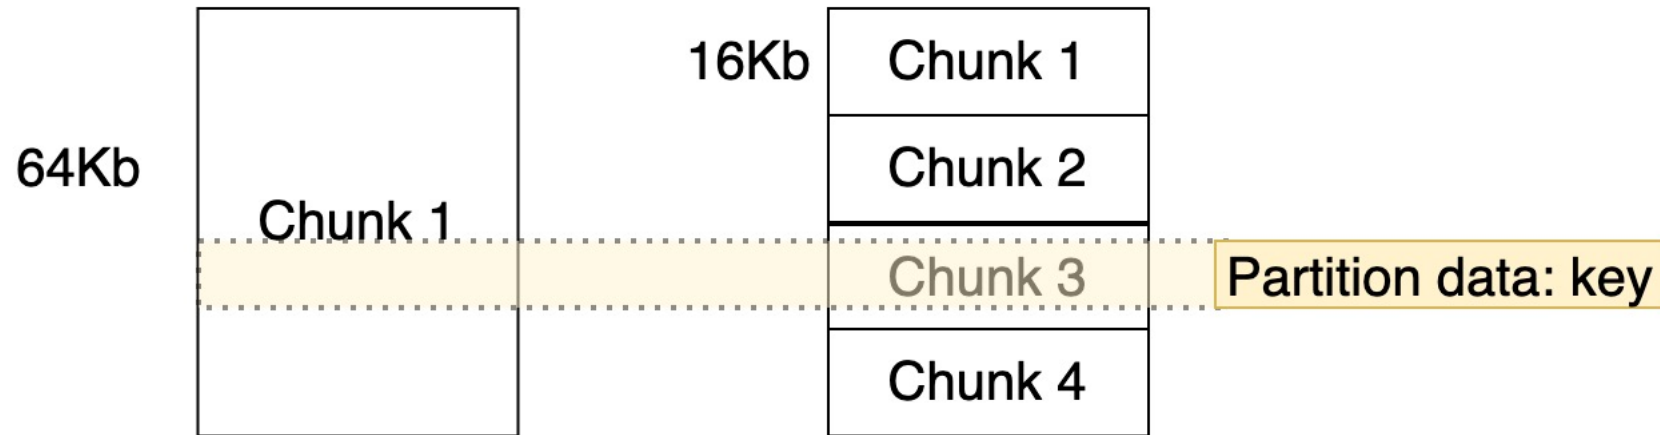 64Kb
Chunk 1
16Kb
Chunk 1
Chunk 2
Chunk 3
Chunk 4
Partition data: key